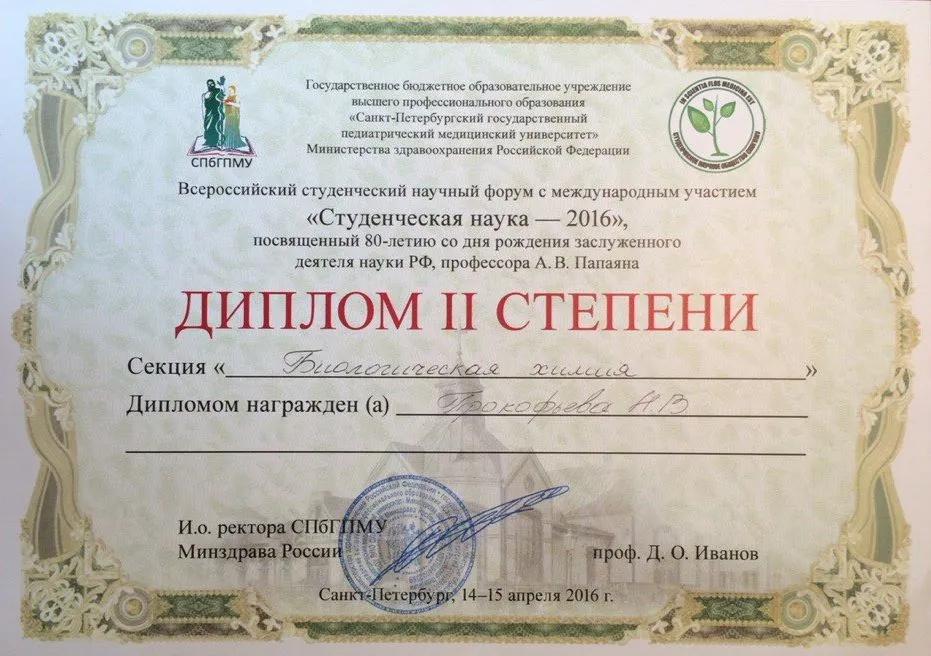 Государственное бюджетное образовательное учреждение
высшего профессионального образования
«Санкт-Петербургский государственный
педиатрический медицинский университет»
Министерства здравоохранения Российской Федерации
СПбГПМУ
Всероссийский студенческий научный форум с международным участием
«Студенческая наука — 2016»,
посвященный 80-летию со дня рождения заслуженного
деятеля науки РФ, профессора А. В. Папаяна
ДИПЛОМ II СТЕПЕНИ
Секция « Биологическая химия »
Дипломом награжден (а) Прокофьева Н.В
И.о. ректора СПбГПМУ
Минздрава России
проф. Д. О. Иванов
Санкт-Петербург, 14–15 апреля 2016 г.